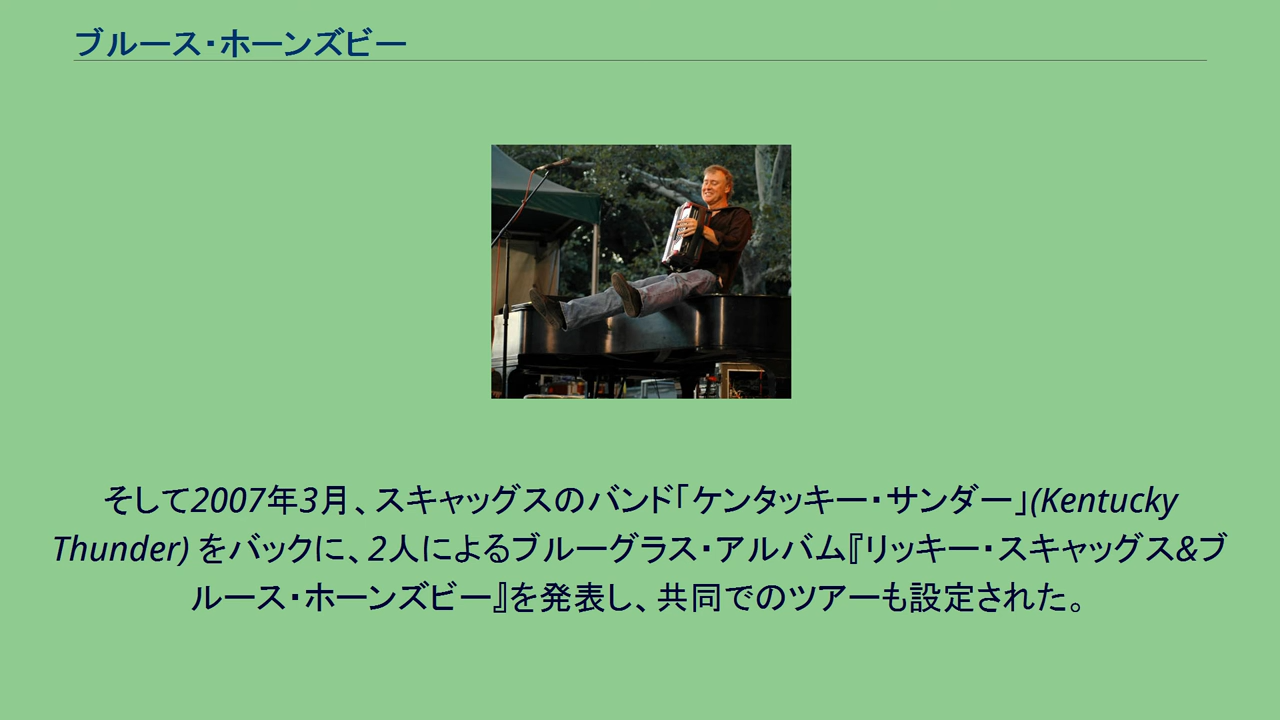 ブルース・ホーンズビー
そして2007年3月、スキャッグスのバンド「ケンタッキー・サンダー」(Kentucky
Thunder) をバックに、2人によるブルーグラス・アルバム『リッキー・スキャッグス&ブ
ルース・ホーンズビー』を発表し、共同でのツアーも設定された。